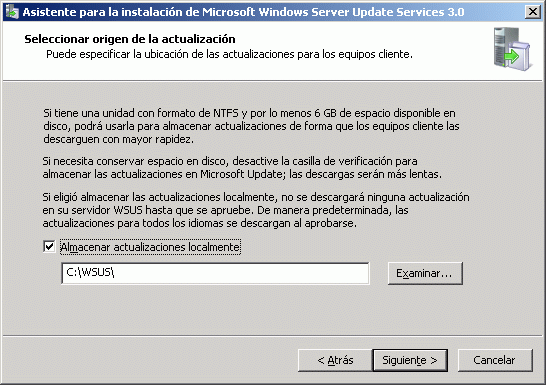 Asistente para la instalación de Microsoft Windows Server Update Services 3.0
Seleccionar origen de la actualización
Puede especificar la ubicación de las actualizaciones para los equipos cliente.
Si tiene una unidad con formato de NTFS y por lo menos 6 GB de espacio disponible en
disco, podrá usarla para almacenar actualizaciones de forma que los equipos cliente las
descarguen con mayor rapidez.
Si necesita conservar espacio en disco, desactive la casilla de verificación para
almacenar las actualizaciones en Microsoft Update; las descargas serán más lentas.
Si eligió almacenar las actualizaciones localmente, no se descargará ninguna actualización
en su servidor WSUS hasta que se apruebe. De manera predeterminada, las
actualizaciones para todos los idiomas se descargan al aprobarse.
Almacenar actualizaciones localmente
C:\WSUS\
Examinar...
< Atrás
Siguiente >
Cancelar